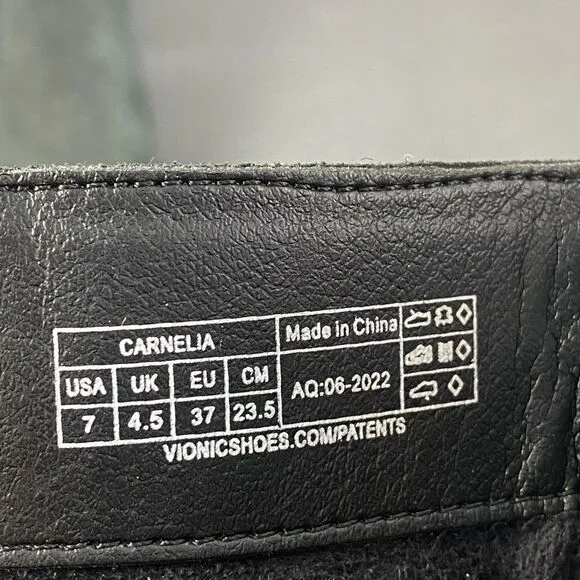 CARNELIA
Made in China
USA UK EU CM
AQ:06-2022
7 4.5 37 23.5
VIONICSHOES.COM/PATENTS